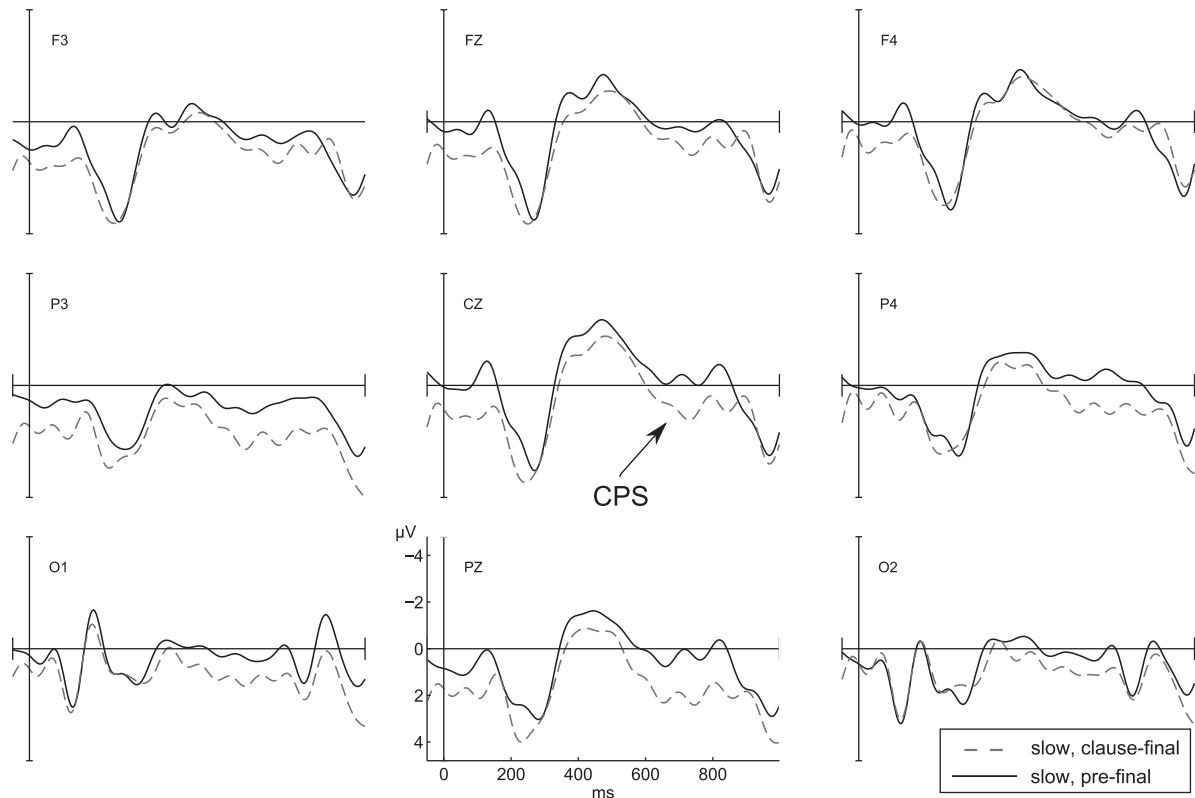 F3
FZ
F4
P3
CZ
P4
CPS
O1
µV
PZ
O2
−4
−2
0
2
4
0 200 400 600 800
ms
slow, clause-final
slow, pre-final